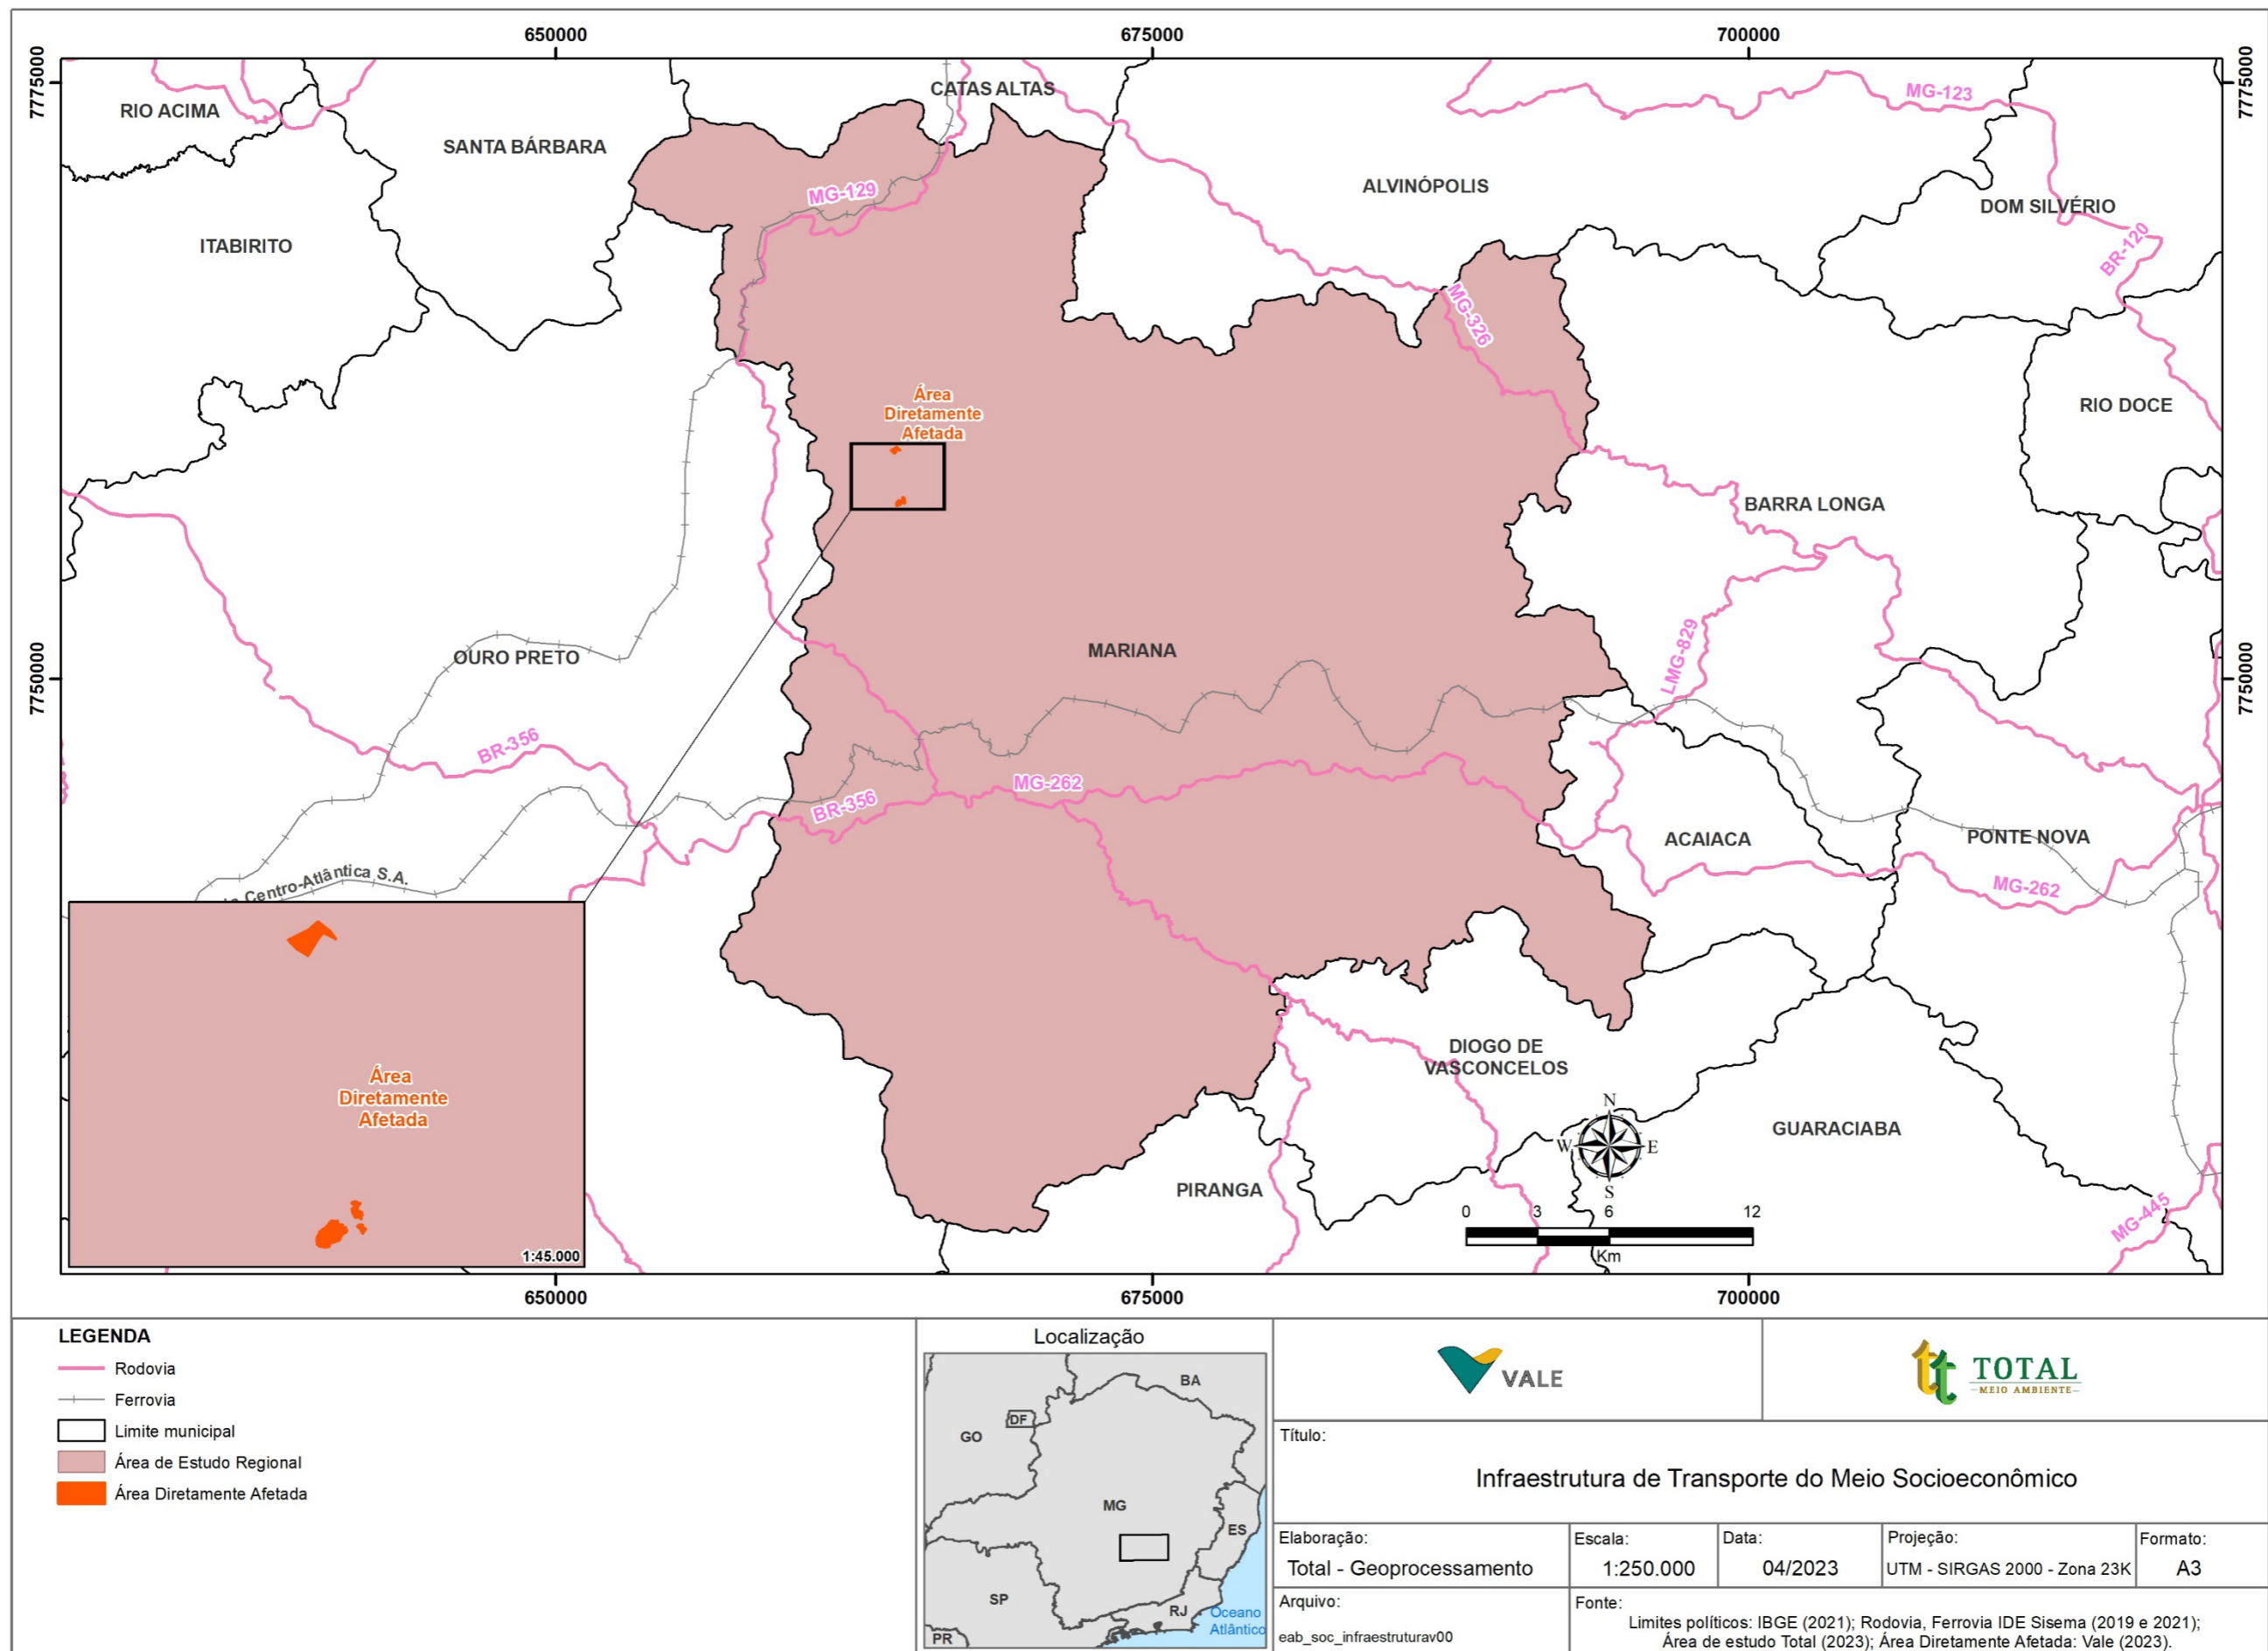 650000
675000
700000
7775000
7775000
CATAS ALTAS
RIO ACIMA
MG-123
SANTA BÁRBARA
MG-129
ALVINÓPOLIS
DOM SILVÉRIO
ITABIRITO
BR-120
MG-326
Área
Diretamente
Afetada
RIO DOCE
BARRA LONGA
7750000
OURO PRETO
MARIANA
LMG-829
7750000
BR-356
MG-262
BR-356
ACAIACA
PONTE NOVA
Centro-Atlântica S.A.
MG-262
Área
Diretamente
Afetada
DIOGO DE
VASCONCELOS
N
W
E
S
GUARACIABA
PIRANGA
MG-445
0
3
6
12
Km
1:45.000
650000
675000
700000
LEGENDA
Rodovia
Ferrovia
Limite municipal
Área de Estudo Regional
Área Diretamente Afetada
Localização
BA
DF
GO
MG
ES
SP
RJ
Oceano
Atlântico
PR
VALE
tt TOTAL
MEIO AMBIENTE
Título:
Infraestrutura de Transporte do Meio Socioeconômico
Elaboração:
Total - Geoprocessamento
Escala:
1:250.000
Data:
04/2023
Projeção:
UTM - SIRGAS 2000 - Zona 23K
Formato:
A3
Arquivo:
eab_soc_infraestruturav00
Fonte:
Limites políticos: IBGE (2021); Rodovia, Ferrovia IDE Sisema (2019 e 2021);
Área de estudo Total (2023); Área Diretamente Afetada: Vale (2023).